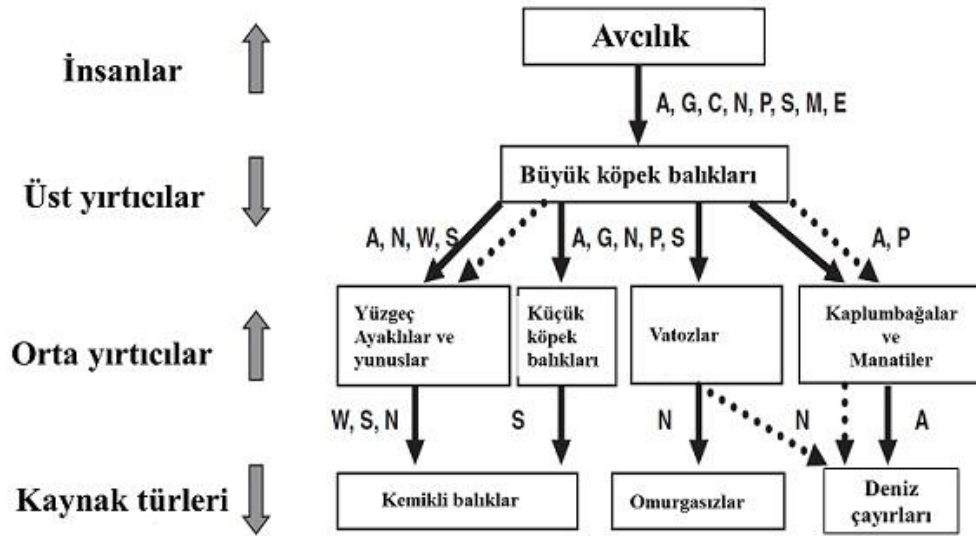 Avcılık
İnsanlar
A, G, C, N, P, S, M, E
Büyük köpek balıkları
Üst yırtıcılar
A, N, W, S
A, G, N, P, S
A, P
Yüzgeç
Ayaklılar ve
yunuslar
Küçük
köpek
balıkları
Vatozlar
Kaplumbağalar
ve
Manatiler
Orta yırtıcılar
W, S, N
S
N
N
A
Kaynak türleri
Kemikli balıklar
Omurgasızlar
Deniz
çayırları